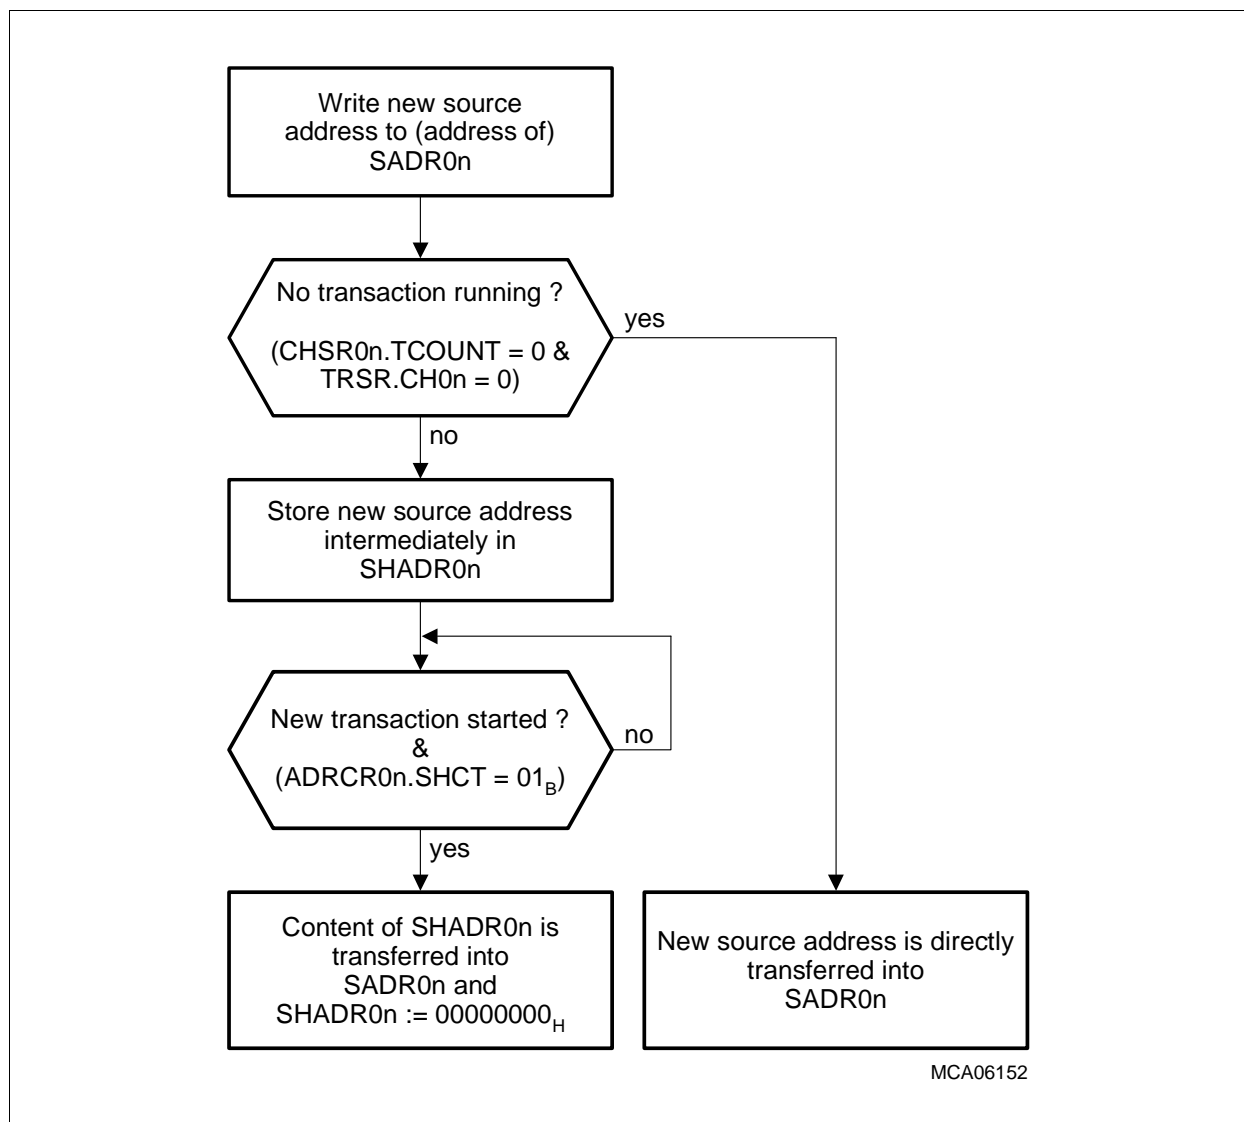 Write new source
address to (address of)
SADR0n
No transaction running ?
(CHSR0n.TCOUNT = 0 &
TRSR.CH0n = 0)
yes
no
Store new source address
intermediately in
SHADR0n
New transaction started ?
&
(ADRCR0n.SHCT = 01B)
no
yes
Content of SHADR0n is
transferred into
SADR0n and
SHADR0n := 00000000H
New source address is directly
transferred into
SADR0n
MCA06152